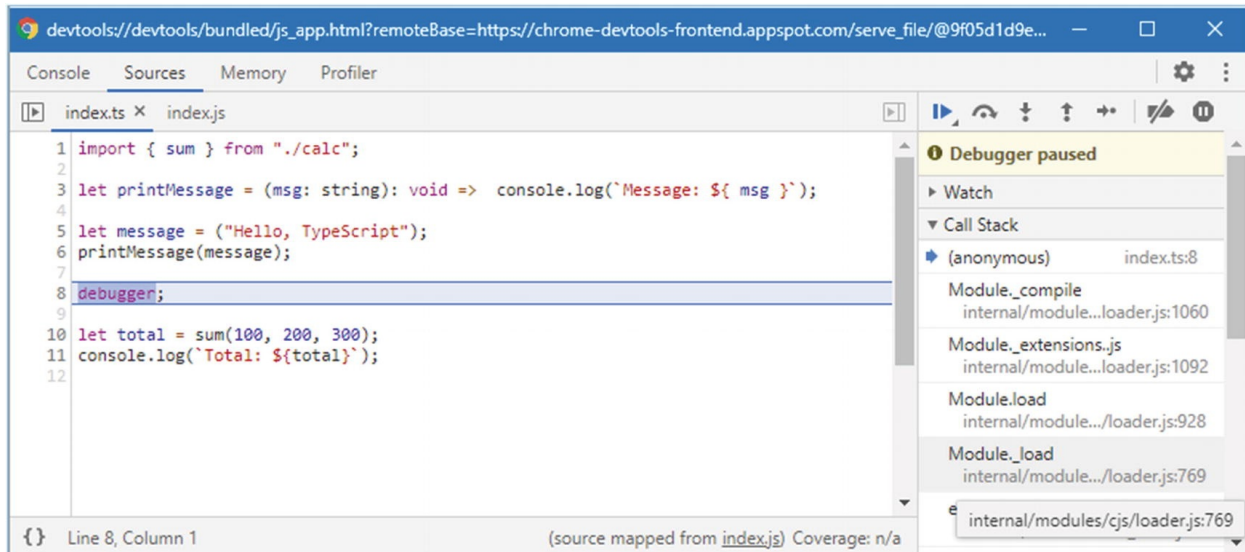 devtools://devtools/bundled/js_app.html?remoteBase=https://chrome-devtools-frontend.appspot.com/serve_file/@9f05d1d9e...
Console Sources Memory Profiler
index.ts × index.js
1 import { sum } from "./calc";
2
3 let printMessage = (msg: string): void =>  console.log(`Message: ${ msg }`);
4
5 let message = ("Hello, TypeScript");
6 printMessage(message);
7
8 debugger;
9
10 let total = sum(100, 200, 300);
11 console.log(`Total: ${total}`);
12
{} Line 8, Column 1 (source mapped from index.js) Coverage: n/a
Debugger paused
Watch
Call Stack
(anonymous) index.ts:8
Module._compile
internal/module...loader.js:1060
Module._extensions..js
internal/module...loader.js:1092
Module.load
internal/module.../loader.js:928
Module._load
internal/module.../loader.js:769
internal/modules/cjs/loader.js:769